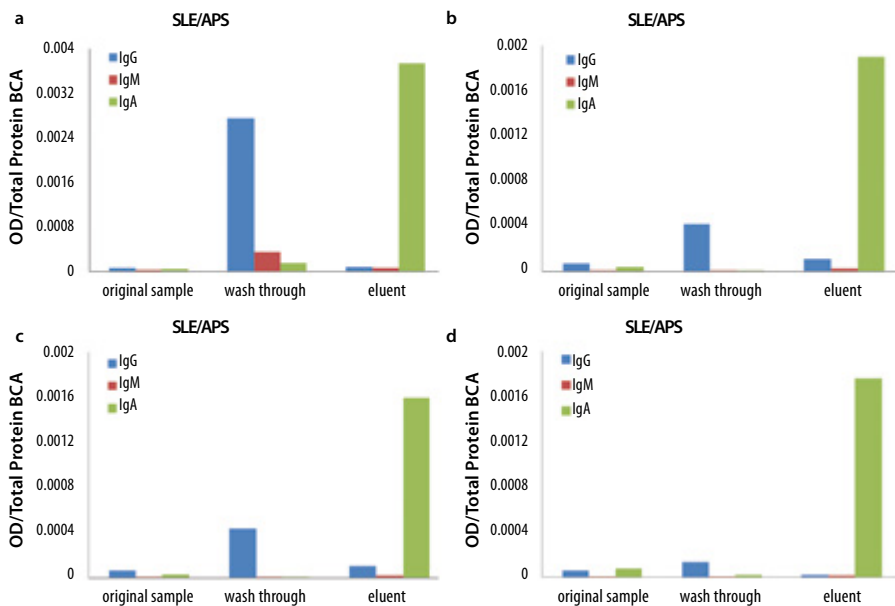 a
SLE/APS
OD/Total Protein BCA
0.004
0.0032
0.0024
0.0016
0.0008
0
IgG
IgM
IgA
original sample wash through eluent
b
SLE/APS
OD/Total Protein BCA
0.002
0.0016
0.0012
0.0008
0.0004
0
IgG
IgM
IgA
original sample wash through eluent
c
SLE/APS
OD/Total Protein BCA
0.002
0.0016
0.0012
0.0008
0.0004
0
IgG
IgM
IgA
original sample wash through eluent
d
SLE/APS
OD/Total Protein BCA
0.002
0.0016
0.0012
0.0008
0.0004
0
IgG
IgM
IgA
original sample wash through eluent